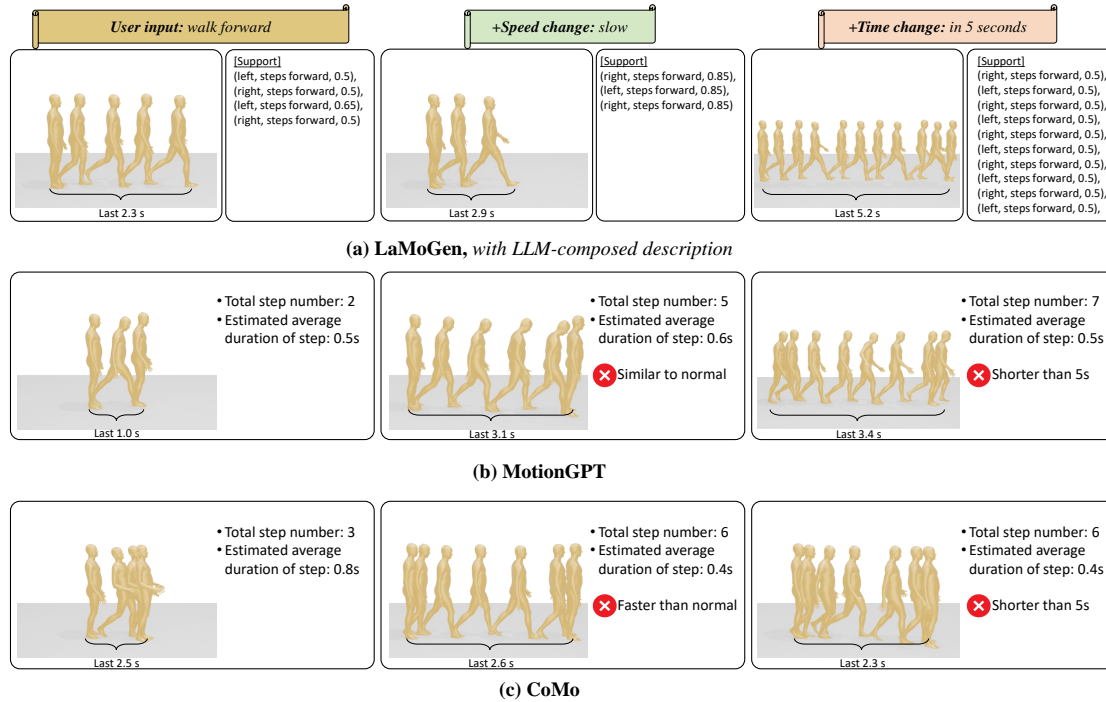 User input: walk forward
+Speed change: slow
+Time change: in 5 seconds
[Support]
(left, steps forward, 0.5),
(right, steps forward, 0.5),
(left, steps forward, 0.65),
(right, steps forward, 0.5)
Last 2.3 s
[Support]
(right, steps forward, 0.85),
(left, steps forward, 0.85),
(right, steps forward, 0.85)
Last 2.9 s
[Support]
(right, steps forward, 0.5),
(left, steps forward, 0.5),
(right, steps forward, 0.5),
(left, steps forward, 0.5),
(right, steps forward, 0.5),
(left, steps forward, 0.5),
(right, steps forward, 0.5),
(left, steps forward, 0.5),
(right, steps forward, 0.5),
(left, steps forward, 0.5),
Last 5.2 s
(a) LaMoGen, with LLM-composed description
• Total step number: 2
• Estimated average
duration of step: 0.5s
Last 1.0 s
• Total step number: 5
• Estimated average
duration of step: 0.6s
Similar to normal
Last 3.1 s
• Total step number: 7
• Estimated average
duration of step: 0.5s
Shorter than 5s
Last 3.4 s
(b) MotionGPT
• Total step number: 3
• Estimated average
duration of step: 0.8s
Last 2.5 s
• Total step number: 6
• Estimated average
duration of step: 0.4s
Faster than normal
Last 2.6 s
• Total step number: 6
• Estimated average
duration of step: 0.4s
Shorter than 5s
Last 2.3 s
(c) CoMo